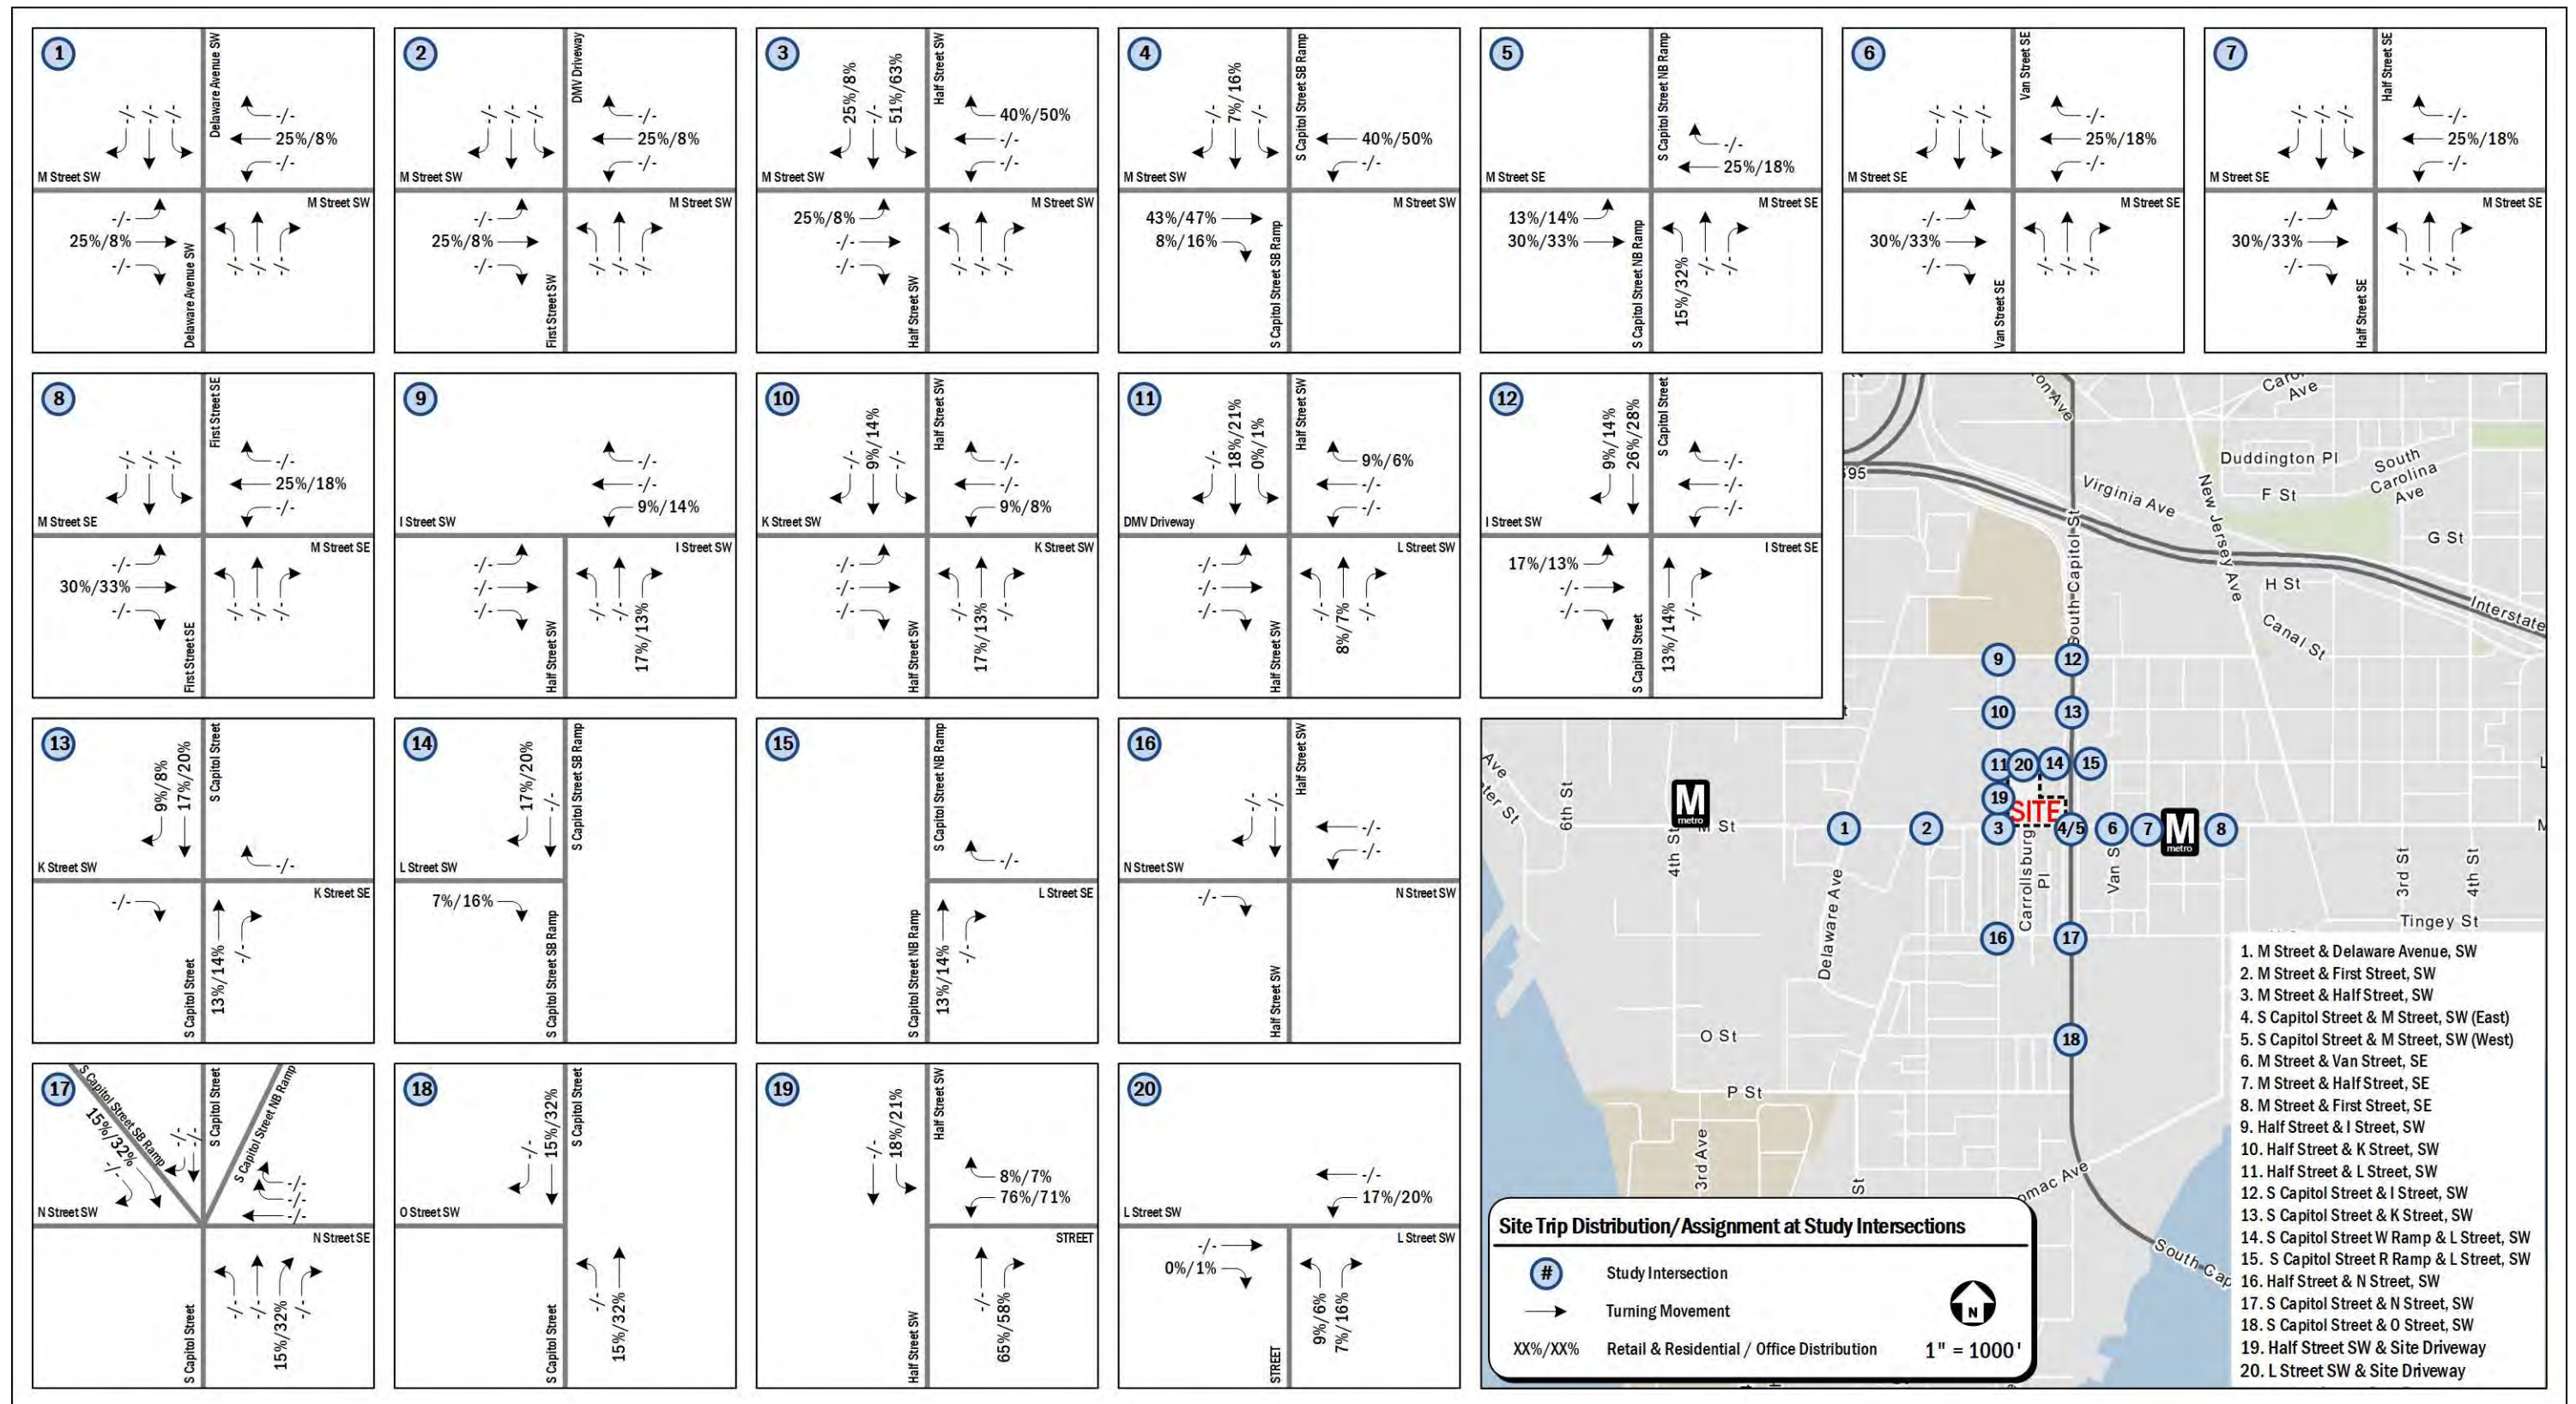 1
Delaware Avenue SW
-/-
-/-
-/-
-/-
25%/8%
-/-
M Street SW
M Street SW
-/-
25%/8%
-/-
-/-
-/-
-/-
Delaware Avenue SW
2
DMV Driveway
-/-
-/-
-/-
-/-
25%/8%
-/-
M Street SW
M Street SW
-/-
25%/8%
-/-
-/-
-/-
-/-
First Street SW
3
Half Street SW
25%/8%
-/-
51%/63%
40%/50%
-/-
-/-
M Street SW
M Street SW
25%/8%
-/-
-/-
-/-
-/-
-/-
Half Street SW
4
S Capitol Street SB Ramp
-/-
7%/16%
-/-
40%/50%
-/-
M Street SW
M Street SW
43%/47%
8%/16%
S Capitol Street SB Ramp
5
S Capitol Street NB Ramp
-/-
25%/18%
M Street SE
M Street SE
13%/14%
30%/33%
15%/32%
-/-
-/-
S Capitol Street NB Ramp
6
Van Street SE
-/-
-/-
-/-
-/-
25%/18%
-/-
M Street SE
M Street SE
-/-
30%/33%
-/-
-/-
-/-
-/-
Van Street SE
7
Half Street SE
-/-
-/-
-/-
-/-
25%/18%
-/-
M Street SE
M Street SE
-/-
30%/33%
-/-
-/-
-/-
-/-
Half Street SE
8
First Street SE
-/-
-/-
-/-
-/-
25%/18%
-/-
M Street SE
M Street SE
-/-
30%/33%
-/-
-/-
-/-
-/-
First Street SE
9
-/-
-/-
9%/14%
I Street SW
I Street SW
-/-
-/-
-/-
-/-
-/-
17%/13%
Half Street SW
10
Half Street SW
-/-
9%/14%
-/-
-/-
-/-
9%/8%
K Street SW
K Street SW
-/-
-/-
-/-
-/-
17%/13%
-/-
Half Street SW
11
Half Street SW
-/-
18%/21%
0%/1%
9%/6%
-/-
-/-
DMV Driveway
L Street SW
-/-
-/-
-/-
-/-
8%/7%
-/-
Half Street SW
12
S Capitol Street
9%/14%
26%/28%
-/-
-/-
-/-
I Street SW
I Street SE
17%/13%
-/-
-/-
13%/14%
-/-
S Capitol Street
13
S Capitol Street
9%/8%
17%/20%
-/-
K Street SW
K Street SE
-/-
13%/14%
-/-
S Capitol Street
14
S Capitol Street SB Ramp
17%/20%
-/-
L Street SW
7%/16%
S Capitol Street SB Ramp
15
S Capitol Street NB Ramp
-/-
L Street SE
13%/14%
-/-
S Capitol Street NB Ramp
16
Half Street SW
-/-
-/-
-/-
-/-
N Street SW
N Street SW
-/-
Half Street SW
17
S Capitol Street SB Ramp
S Capitol Street
S Capitol Street NB Ramp
15%/32%
-/-
-/-
-/-
-/-
-/-
-/-
N Street SW
N Street SE
-/-
-/-
15%/32%
-/-
S Capitol Street
18
S Capitol Street
-/-
15%/32%
O Street SW
-/-
15%/32%
S Capitol Street
19
Half Street SW
-/-
18%/21%
8%/7%
76%/71%
STREET
-/-
65%/58%
Half Street SW
20
-/-
17%/20%
L Street SW
L Street SW
-/-
0%/1%
9%/6%
7%/16%
STREET
Ave
Duddington Pl
South
Carolina
Ave
F St
Virginia Ave
New Jersey Ave
South Capitol St
G St
H St
Canal St
Interstate
9
12
10
13
11
20
14
15
19
SITE
1
2
3
4/5
6
7
8
M
metro
M
metro
6th St
4th St
Delaware Ave
Carrollsburg
Pl
3rd St
4th St
Tingey St
16
17
18
O St
P St
3rd Ave
St
1. M Street & Delaware Avenue, SW
2. M Street & First Street, SW
3. M Street & Half Street, SW
4. S Capitol Street & M Street, SW (East)
5. S Capitol Street & M Street, SW (West)
6. M Street & Van Street, SE
7. M Street & Half Street, SE
8. M Street & First Street, SE
9. Half Street & I Street, SW
10. Half Street & K Street, SW
11. Half Street & L Street, SW
12. S Capitol Street & I Street, SW
13. S Capitol Street & K Street, SW
14. S Capitol Street W Ramp & L Street, SW
15. S Capitol Street R Ramp & L Street, SW
16. Half Street & N Street, SW
17. S Capitol Street & N Street, SW
18. S Capitol Street & O Street, SW
19. Half Street SW & Site Driveway
20. L Street SW & Site Driveway
Site Trip Distribution/Assignment at Study Intersections
# Study Intersection
Turning Movement
XX%/XX% Retail & Residential / Office Distribution
N
1" = 1000'